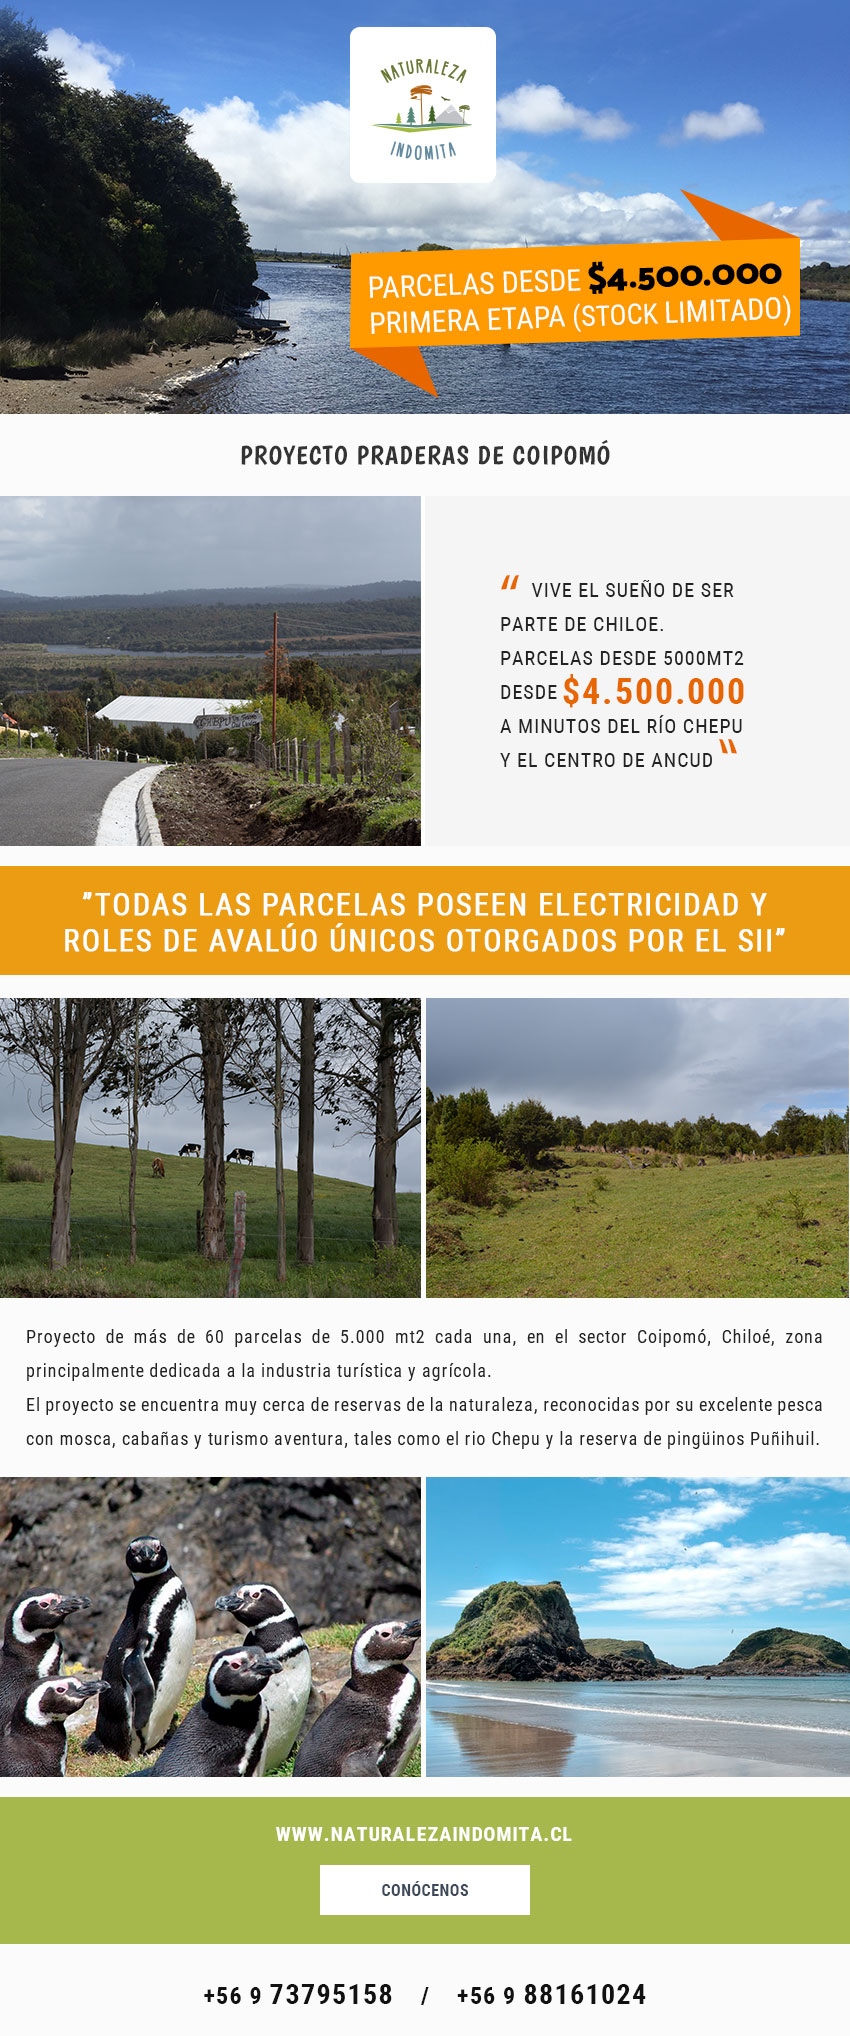 NATURALEZA
INDOMITA
PARCELAS DESDE $4.500.000
PRIMERA ETAPA (STOCK LIMITADO)
PROYECTO PRADERAS DE COIPOMÓ
CHEPU
“ VIVE EL SUEÑO DE SER
PARTE DE CHILOE.
PARCELAS DESDE 5000MT2
DESDE $4.500.000
A MINUTOS DEL RÍO CHEPU
Y EL CENTRO DE ANCUD "
"TODAS LAS PARCELAS POSEEN ELECTRICIDAD Y
ROLES DE AVALÚO ÚNICOS OTORGADOS POR EL SII"
Proyecto de más de 60 parcelas de 5.000 mt2 cada una, en el sector Coipomó, Chiloé, zona
principalmente dedicada a la industria turística y agrícola.
El proyecto se encuentra muy cerca de reservas de la naturaleza, reconocidas por su excelente pesca
con mosca, cabañas y turismo aventura, tales como el rio Chepu y la reserva de pingüinos Puñihuil.
WWW.NATURALEZAINDOMITA.CL
CONÓCENOS
+56 9 73795158 / +56 9 88161024